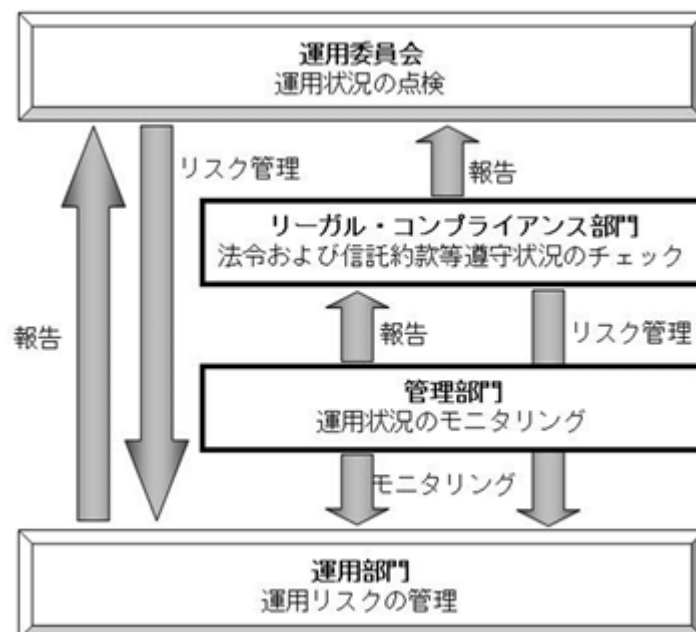 運用委員会
運用状況の点検
リスク管理
報告
リーガル・コンプライアンス部門
法令および信託約款等遵守状況のチェック
報告
報告
リスク管理
管理部門
運用状況のモニタリング
モニタリング
運用部門
運用リスクの管理